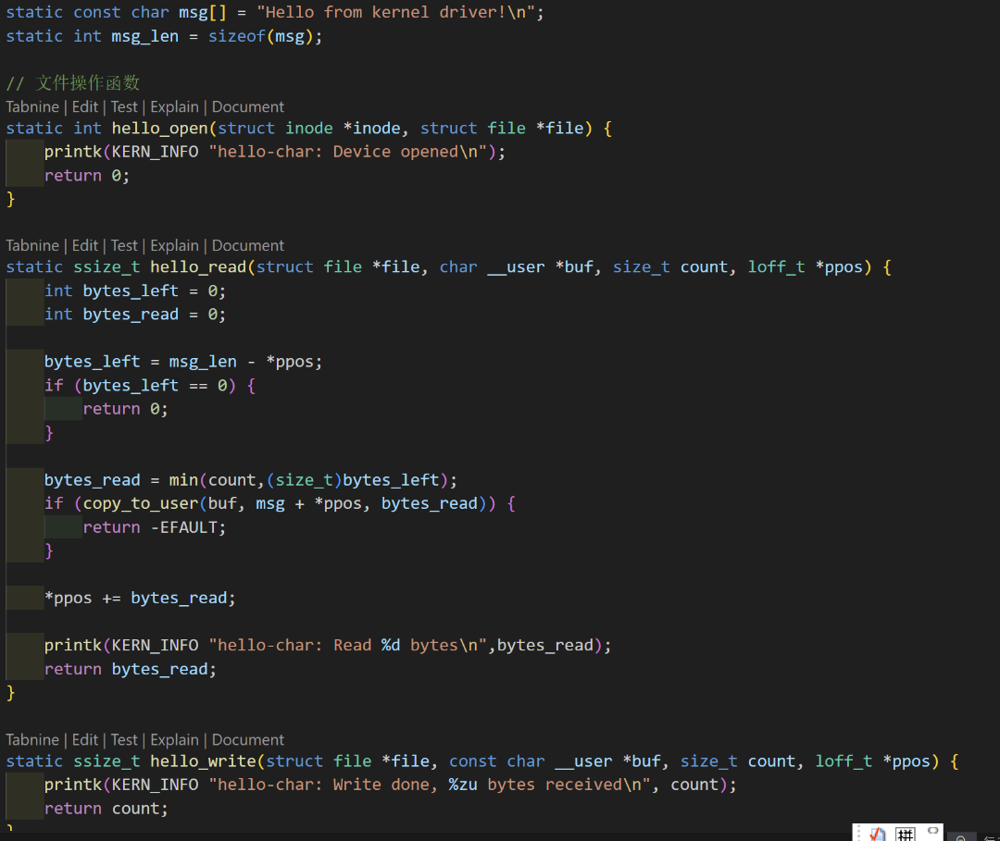 static const char msg[] = "Hello from kernel driver!\n";
static int msg_len = sizeof(msg);
// 文件操作函数
Tabnine | Edit | Test | Explain | Document
static int hello_open(struct inode *inode, struct file *file) {
    printk(KERN_INFO "hello-char: Device opened\n");
    return 0;
}
Tabnine | Edit | Test | Explain | Document
static ssize_t hello_read(struct file *file, char __user *buf, size_t count, loff_t *ppos) {
    int bytes_left = 0;
    int bytes_read = 0;
    bytes_left = msg_len - *ppos;
    if (bytes_left == 0) {
        return 0;
    }
    bytes_read = min(count,(size_t)bytes_left);
    if (copy_to_user(buf, msg + *ppos, bytes_read)) {
        return -EFAULT;
    }
    *ppos += bytes_read;
    printk(KERN_INFO "hello-char: Read %d bytes\n",bytes_read);
    return bytes_read;
}
Tabnine | Edit | Test | Explain | Document
static ssize_t hello_write(struct file *file, const char __user *buf, size_t count, loff_t *ppos) {
    printk(KERN_INFO "hello-char: Write done, %zu bytes received\n", count);
    return count;
}
拼